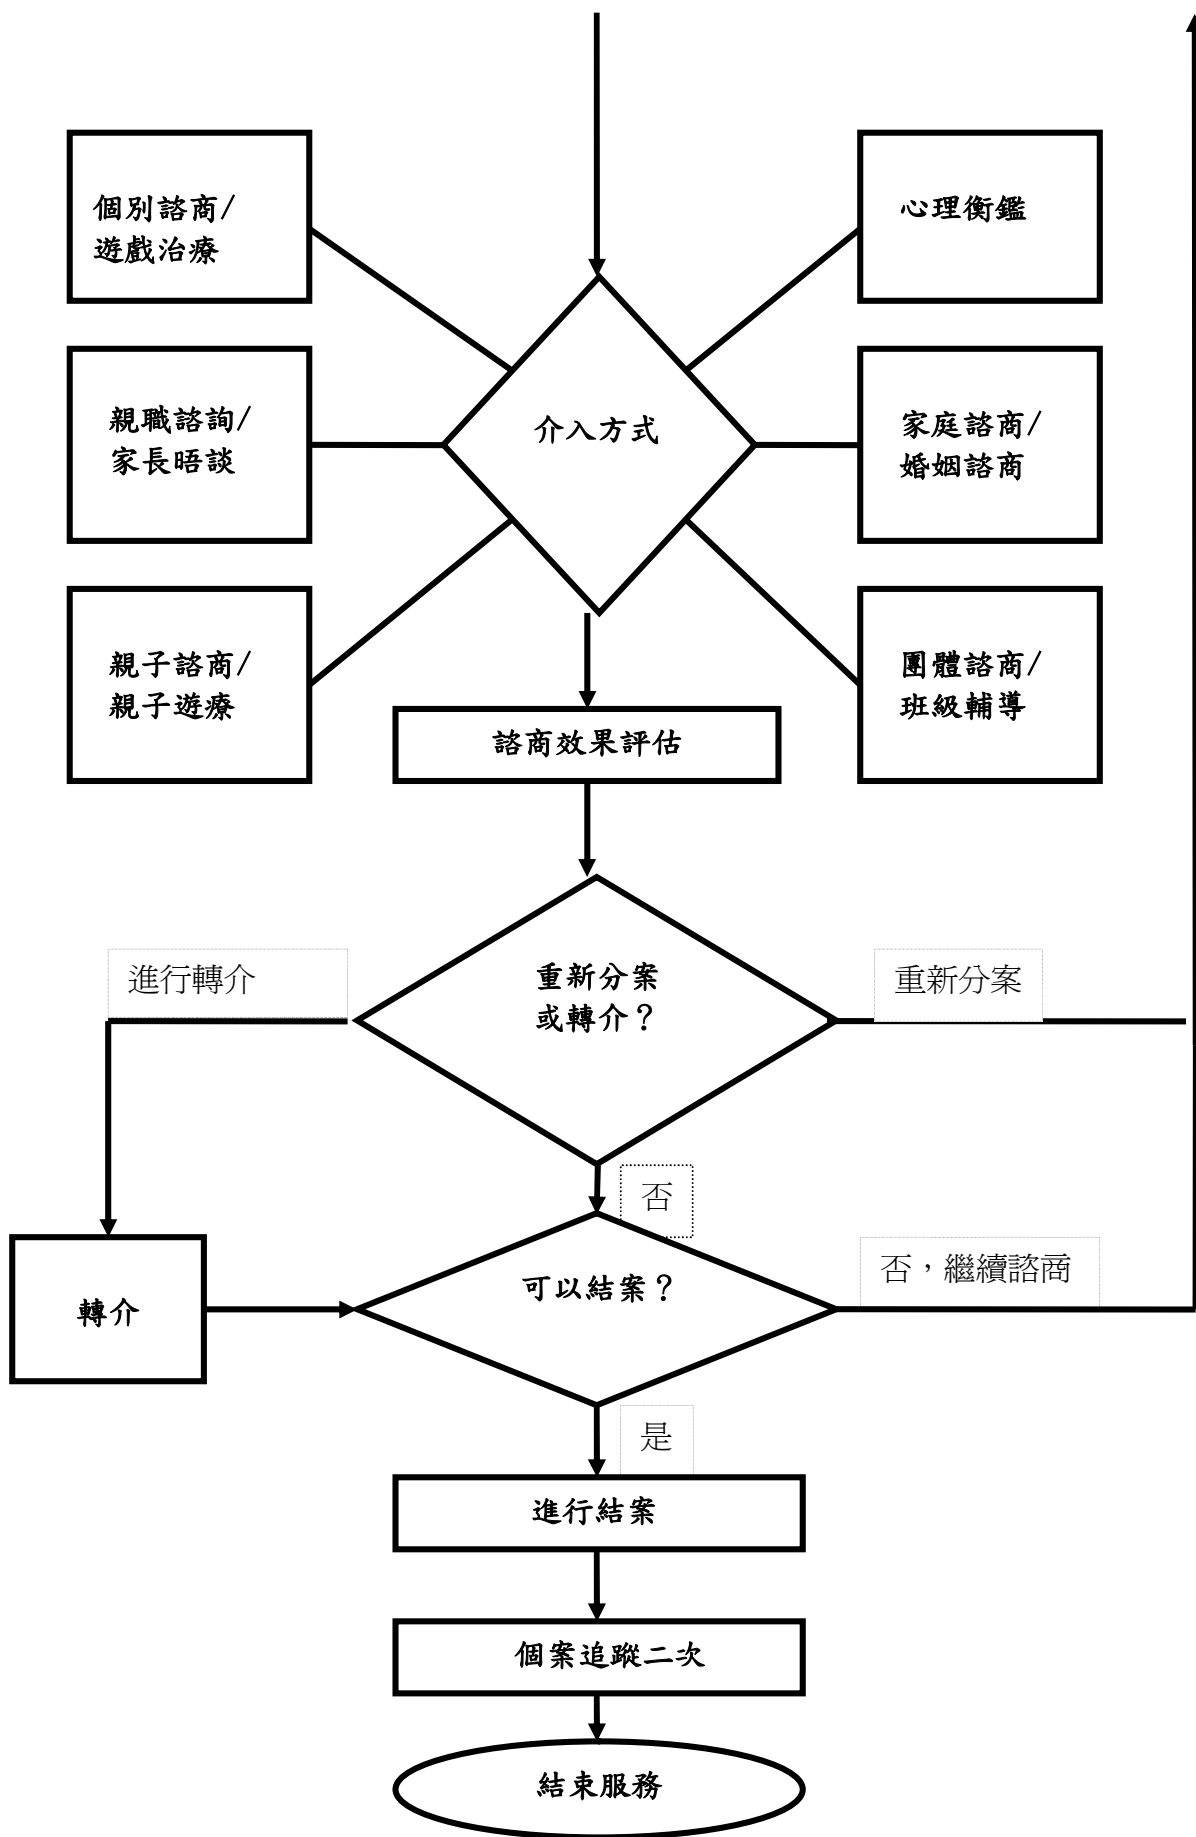 個別諮商/
遊戲治療
心理衡鑑
親職諮詢/
家長晤談
介入方式
家庭諮商/
婚姻諮商
親子諮商/
親子遊療
團體諮商/
班級輔導
諮商效果評估
進行轉介
重新分案
或轉介？
重新分案
否
轉介
可以結案？
否，繼續諮商
是
進行結案
個案追蹤二次
結束服務